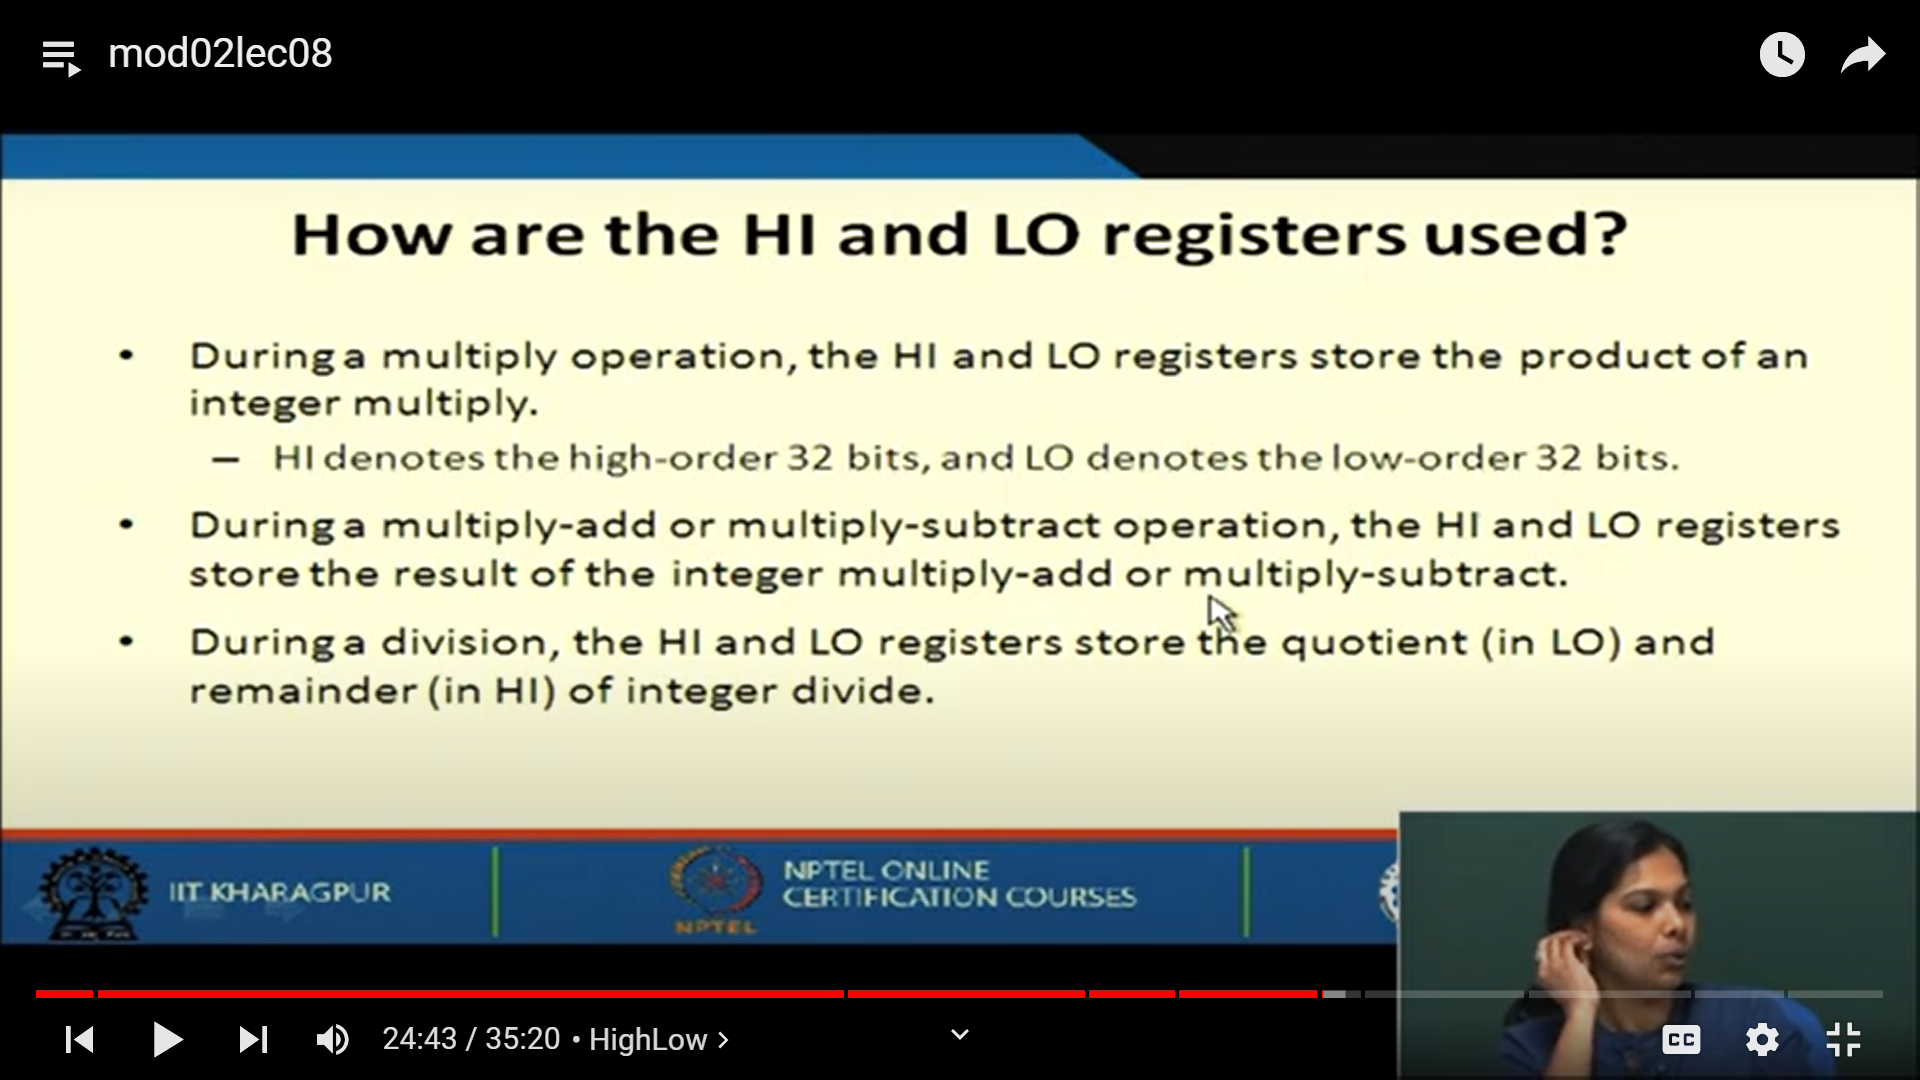 mod02lec08
How are the HI and LO registers used?
• During a multiply operation, the HI and LO registers store the product of an
integer multiply.
– HI denotes the high-order 32 bits, and LO denotes the low-order 32 bits.
• During a multiply-add or multiply-subtract operation, the HI and LO registers
store the result of the integer multiply-add or multiply-subtract.
• During a division, the HI and LO registers store the quotient (in LO) and
remainder (in HI) of integer divide.
IIT KHARAGPUR
NPTEL
NPTEL ONLINE
CERTIFICATION COURSES
24:43 / 35:20 • HighLow >
CC